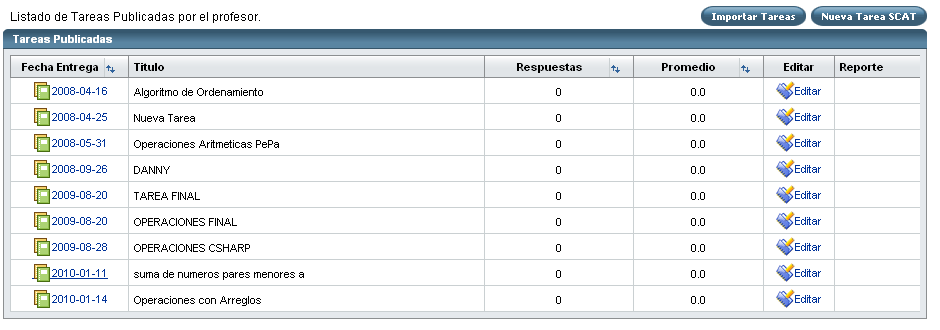 Listado de Tareas Publicadas por el profesor. Importar Tareas Nueva Tarea SCAT
Tareas Publicadas
Fecha Entrega Titulo Respuestas Promedio Editar Reporte
2008-04-16 Algoritmo de Ordenamiento 0 0.0 Editar
2008-04-25 Nueva Tarea 0 0.0 Editar
2008-05-31 Operaciones Aritmeticas PePa 0 0.0 Editar
2008-09-26 DANNY 0 0.0 Editar
2009-08-20 TAREA FINAL 0 0.0 Editar
2009-08-20 OPERACIONES FINAL 0 0.0 Editar
2009-08-28 OPERACIONES CSHARP 0 0.0 Editar
2010-01-11 suma de numeros pares menores a 0 0.0 Editar
2010-01-14 Operaciones con Arreglos 0 0.0 Editar